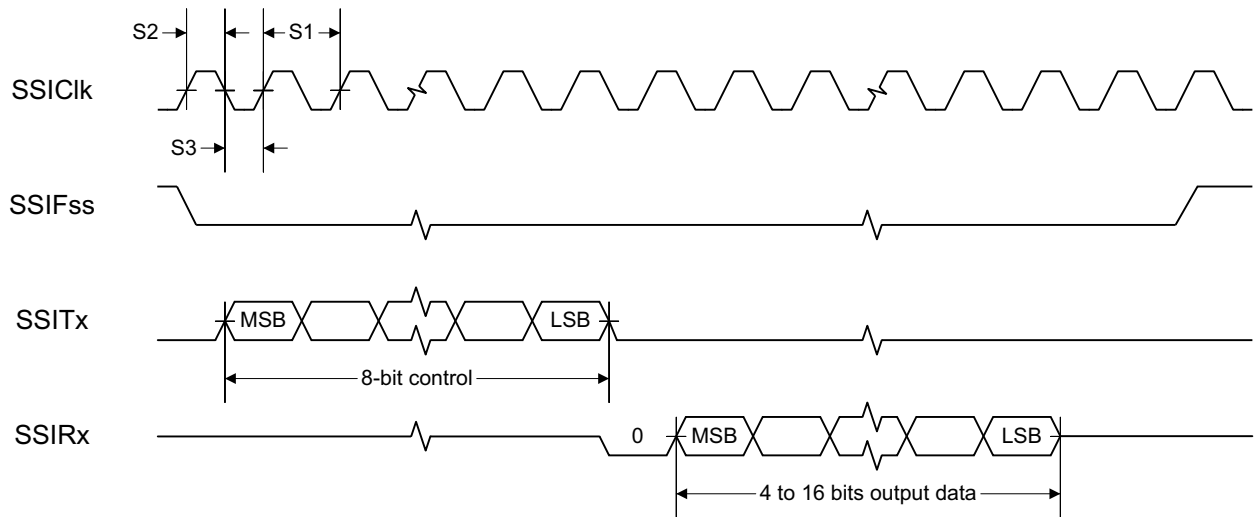 S2
S1
SSIClk
S3
SSIFss
SSITx
MSB
LSB
8-bit control
SSIRx
0
MSB
LSB
4 to 16 bits output data